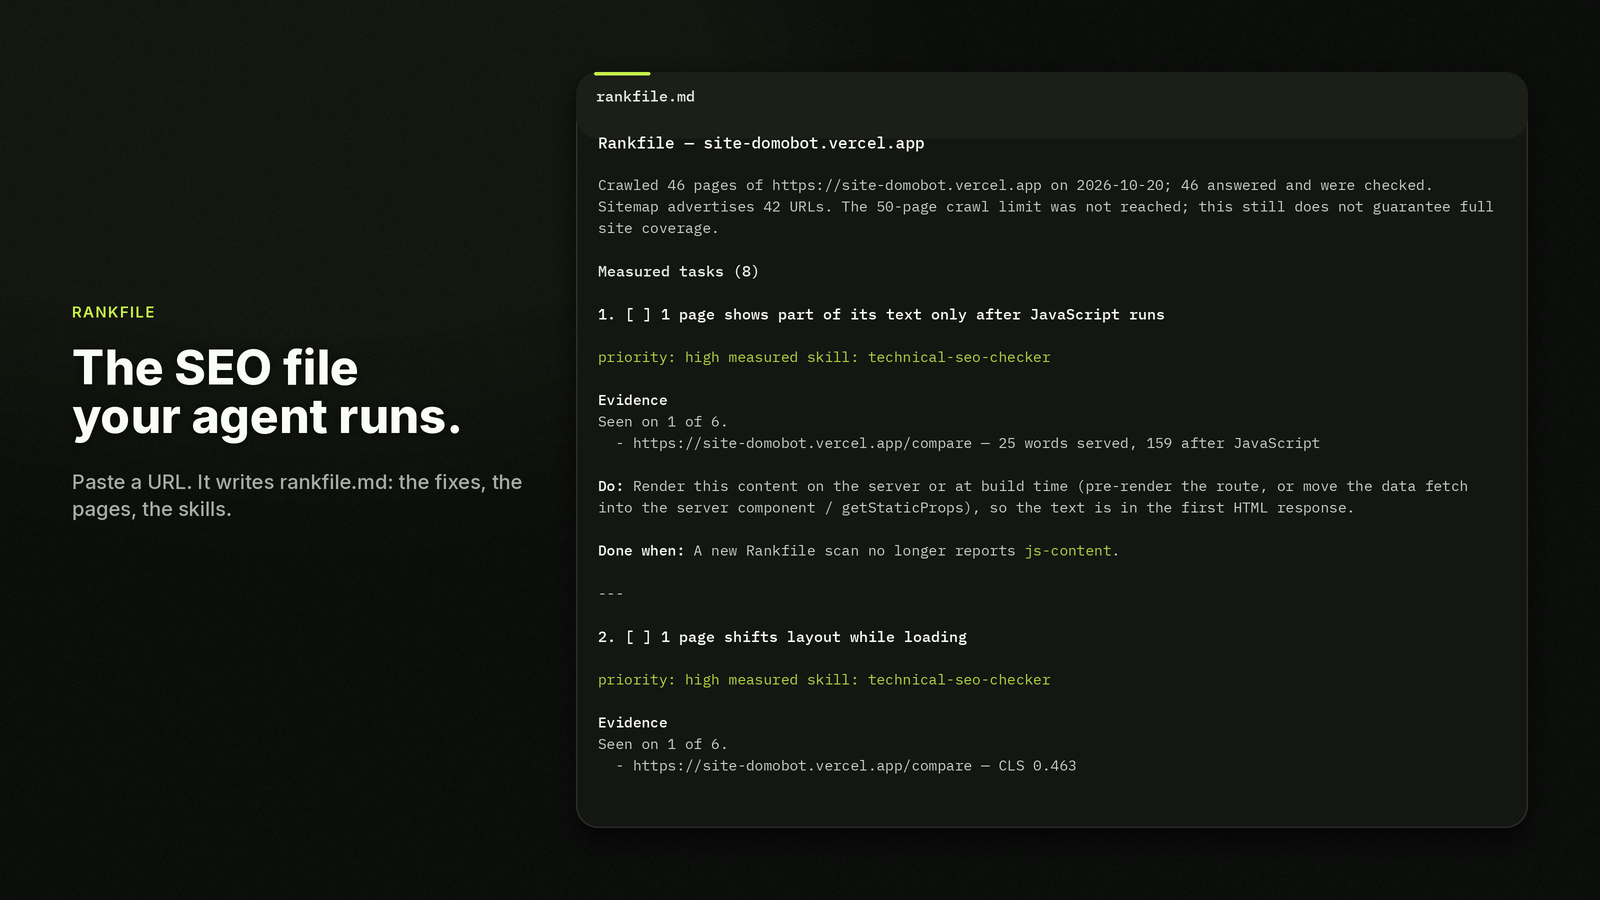 RANKFILE
The SEO file
your agent runs.
Paste a URL. It writes rankfile.md: the fixes, the
pages, the skills.
rankfile.md
Rankfile — site-domobot.vercel.app
Crawled 46 pages of https://site-domobot.vercel.app on 2026-10-20; 46 answered and were checked.
Sitemap advertises 42 URLs. The 50-page crawl limit was not reached; this still does not guarantee full
site coverage.
Measured tasks (8)
1. [ ] 1 page shows part of its text only after JavaScript runs
priority: high measured skill: technical-seo-checker
Evidence
Seen on 1 of 6.
- https://site-domobot.vercel.app/compare — 25 words served, 159 after JavaScript
Do: Render this content on the server or at build time (pre-render the route, or move the data fetch
into the server component / getStaticProps), so the text is in the first HTML response.
Done when: A new Rankfile scan no longer reports js-content.
---
2. [ ] 1 page shifts layout while loading
priority: high measured skill: technical-seo-checker
Evidence
Seen on 1 of 6.
- https://site-domobot.vercel.app/compare — CLS 0.463